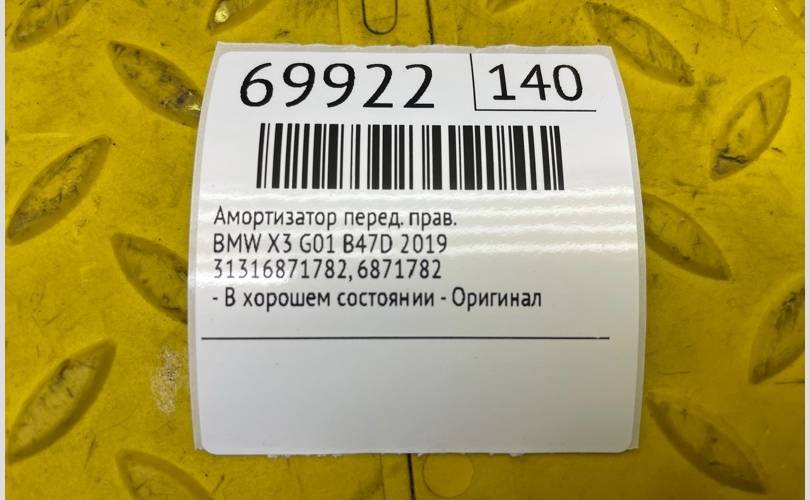 69922 140
Амортизатор перед. прав.
BMW X3 G01 B47D 2019
31316871782, 6871782
- В хорошем состоянии - Оригинал